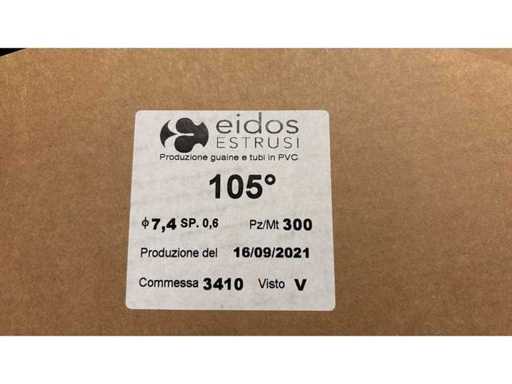 eidos
ESTRUSI
Produzione guaine e tubi in PVC
105°
ϕ 7,4 SP. 0,6 Pz/Mt 300
Produzione del 16/09/2021
Commessa 3410 Visto V